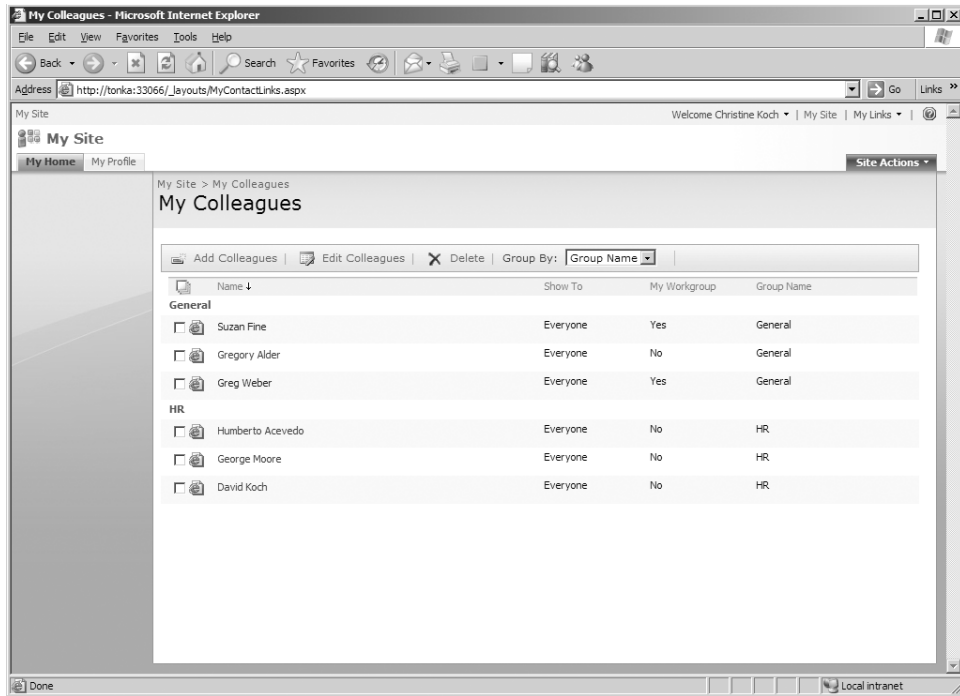 My Colleagues - Microsoft Internet Explorer
File Edit View Favorites Tools Help
Back Search Favorites
Address http://tonka:33066/_layouts/MyContactLinks.aspx Go Links »
My Site Welcome Christine Koch | My Site | My Links |
My Site
My Home My Profile Site Actions
My Site > My Colleagues
My Colleagues
Add Colleagues | Edit Colleagues | Delete | Group By: Group Name
Name Show To My Workgroup Group Name
General
Suzan Fine Everyone Yes General
Gregory Alder Everyone No General
Greg Weber Everyone Yes General
HR
Humberto Acevedo Everyone No HR
George Moore Everyone No HR
David Koch Everyone No HR
Done Local intranet